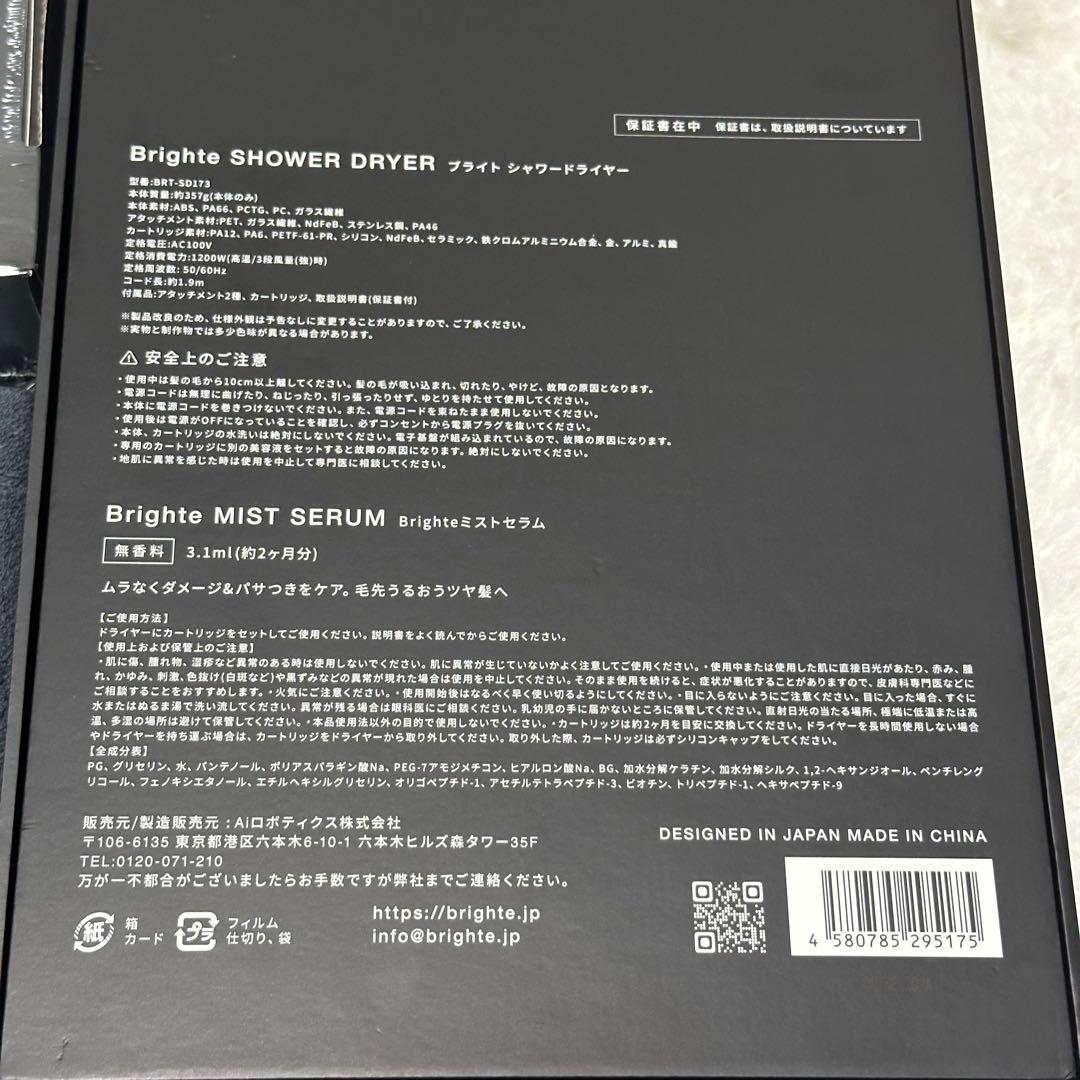 保証書在中 保証書は、取扱説明書についています
Brighte SHOWER DRYER ブライト シャワードライヤー
型番:BRT-SD173
本体質量:約357g(本体のみ)
本体素材:ABS、PA66、PCTG、PC、ガラス繊維
アタッチメント素材:PET、ガラス繊維、NdFeB、ステンレス鋼、PA46
カートリッジ素材:PA12、PA6、PETF-61-PR、シリコン、NdFeB、セラミック、鉄クロムアルミニウム合金、金、アルミ、真鍮
定格電圧:AC100V
定格消費電力:1200W(高温/3段風量(強)時)
定格周波数: 50/60Hz
コード長:約1.9m
付属品:アタッチメント2種、カートリッジ、取扱説明書(保証書付)
※製品改良のため、仕様外観は予告なしに変更することがありますので、ご了承ください。
※実物と制作物では多少色味が異なる場合があります。
⚠ 安全上のご注意
・使用中は髪の毛から10cm以上離してください。髪の毛が吸い込まれ、切れたり、やけど、故障の原因となります。
・電源コードは無理に曲げたり、ねじったり、引っ張ったりせず、ゆとりを持たせて使用してください。
・本体に電源コードを巻きつけないでください。また、電源コードを束ねたまま使用しないでください。
・使用後は電源がOFFになっていることを確認し、必ずコンセントから電源プラグを抜いてください。
・本体、カートリッジの水洗いは絶対にしないでください。電子基盤が組み込まれているので、故障の原因になります。
・専用のカートリッジに別の美容液をセットすると故障の原因になります。絶対にしないでください。
・地肌に異常を感じた時は使用を中止して専門医に相談してください。
Brighte MIST SERUM Brighteミストセラム
無香料 3.1ml(約2ヶ月分)
ムラなくダメージ&パサつきをケア。毛先うるおうツヤ髪へ
【ご使用方法】
ドライヤーにカートリッジをセットしてご使用ください。説明書をよく読んでからご使用ください。
【使用上および保管上のご注意】
・肌に傷、腫れ物、湿疹など異常のある時は使用しないでください。肌に異常が生じていないかよく注意してご使用ください。・使用中または使用した肌に直接日光があたり、赤み、腫
れ、かゆみ、刺激、色抜け(白斑など)や黒ずみなどの異常が現れた場合は使用を中止してください。そのまま使用を続けると、症状が悪化することがありますので、皮膚科専門医などに
ご相談することをおすすめします。・火気にご注意ください。・使用開始後はなるべく早く使い切るようにしてください。・目に入らないようにご注意ください。目に入った場合、すぐに
水またはぬるま湯で洗い流してください。異常が残る場合は眼科医にご相談ください。乳幼児の手に届かないところに保管してください。直射日光の当たる場所、極端に低温または高
温、多湿の場所は避けて保管してください。・本品使用法以外の目的で使用しないでください。・カートリッジは約2ヶ月を目安に交換してください。ドライヤーを長時間使用しない場合
やドライヤーを持ち運ぶ場合は、カートリッジをドライヤーから取り外してください。取り外した際、カートリッジは必ずシリコンキャップをしてください。
【全成分表】
PG、グリセリン、水、パンテノール、ポリアスパラギン酸Na、PEG-7アモジメチコン、ヒアルロン酸Na、BG、加水分解ケラチン、加水分解シルク、1,2-ヘキサンジオール、ペンチレング
リコール、フェノキシエタノール、エチルヘキシルグリセリン、オリゴペプチド-1、アセチルテトラペプチド-3、ビオチン、トリペプチド-1、ヘキサペプチド-9
販売元/製造販売元:Aiロボティクス株式会社
〒106-6135 東京都港区六本木6-10-1 六本木ヒルズ森タワー35F
TEL:0120-071-210
万が一不都合がございましたらお手数ですが弊社までご連絡ください。
DESIGNED IN JAPAN MADE IN CHINA
紙 箱 カード
プラ フィルム 仕切り、袋
https://brighte.jp
info@brighte.jp
4 580785 295175